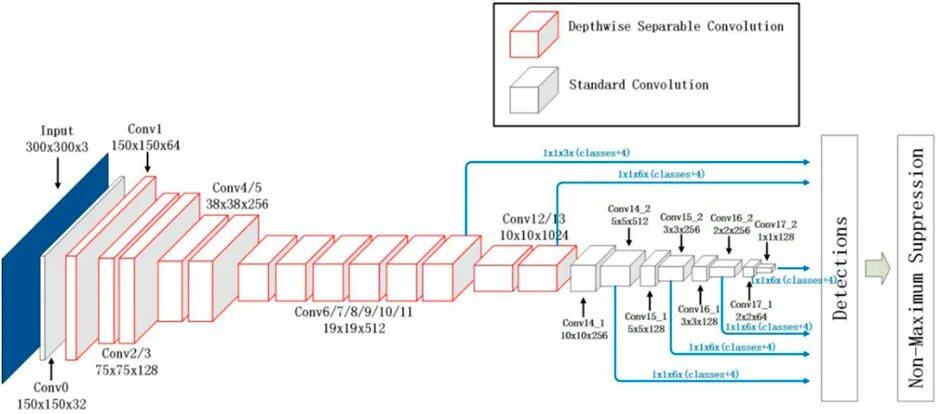 Depthwise Separable Convolution
Standard Convolution
Input
300x300x3
Conv1
150x150x64
Conv4/5
38x38x256
Conv0
150x150x32
Conv2/3
75x75x128
Conv6/7/8/9/10/11
19x19x512
Conv12/13
10x10x1024
Conv14_1
10x10x256
Conv14_2
5x5x512
Conv15_1
5x5x128
Conv15_2
3x3x256
Conv16_1
3x3x128
Conv16_2
2x2x256
Conv17_1
2x2x64
Conv17_2
1x1x128
1x1x3x(classes+4)
1x1x6x(classes+4)
1x1x6x(classes+4)
1x1x6x(classes+4)
1x1x6x(classes+4)
1x1x6x(classes+4)
Detections
Non-Maximum Suppression